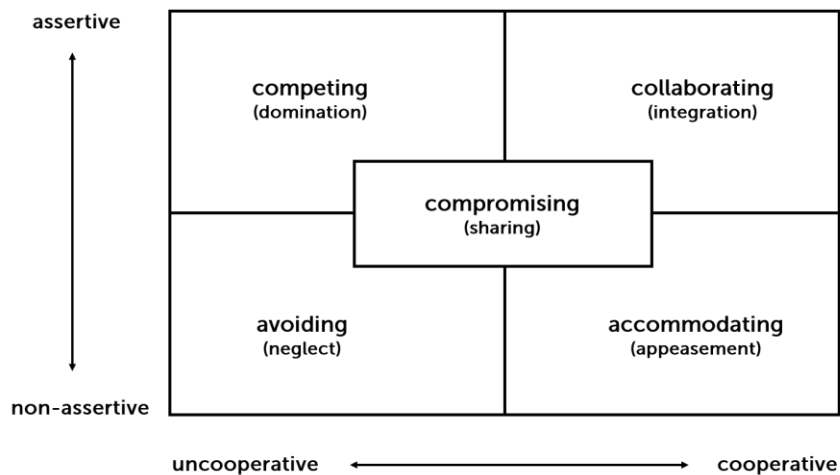 assertive
competing
(domination)
collaborating
(integration)
compromising
(sharing)
avoiding
(neglect)
accommodating
(appeasement)
non-assertive
uncooperative
cooperative